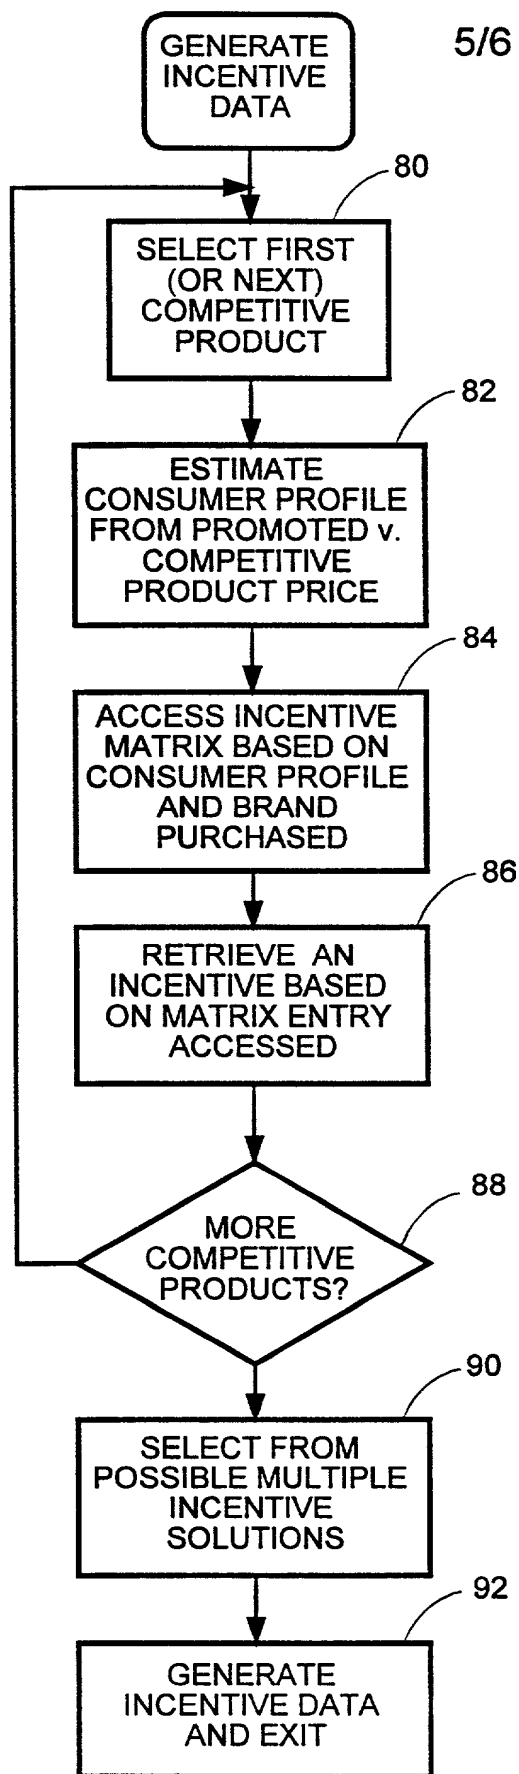 5/6
GENERATE
INCENTIVE
DATA
80
SELECT FIRST
(OR NEXT)
COMPETITIVE
PRODUCT
82
ESTIMATE
CONSUMER PROFILE
FROM PROMOTED v.
COMPETITIVE
PRODUCT PRICE
84
ACCESS INCENTIVE
MATRIX BASED ON
CONSUMER PROFILE
AND BRAND
PURCHASED
86
RETRIEVE AN
INCENTIVE BASED
ON MATRIX ENTRY
ACCESSED
88
MORE
COMPETITIVE
PRODUCTS?
90
SELECT FROM
POSSIBLE MULTIPLE
INCENTIVE
SOLUTIONS
92
GENERATE
INCENTIVE DATA
AND EXIT